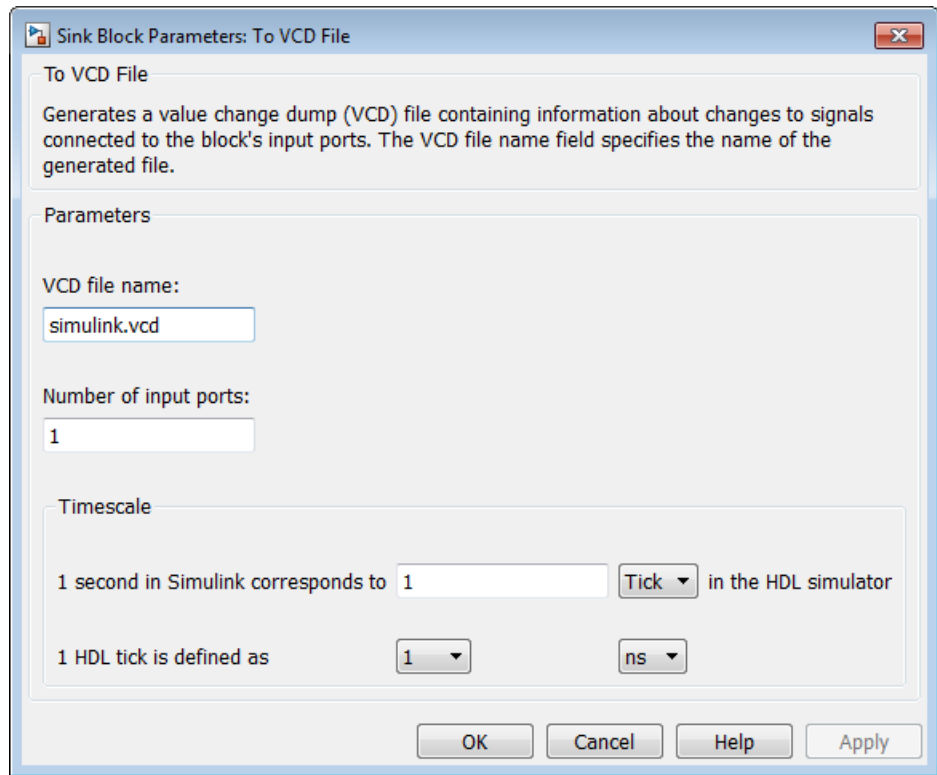 Sink Block Parameters: To VCD File
To VCD File
Generates a value change dump (VCD) file containing information about changes to signals
connected to the block's input ports. The VCD file name field specifies the name of the
generated file.
Parameters
VCD file name:
simulink.vcd
Number of input ports:
1
Timescale
1 second in Simulink corresponds to 1 Tick in the HDL simulator
1 HDL tick is defined as 1 ns
OK Cancel Help Apply